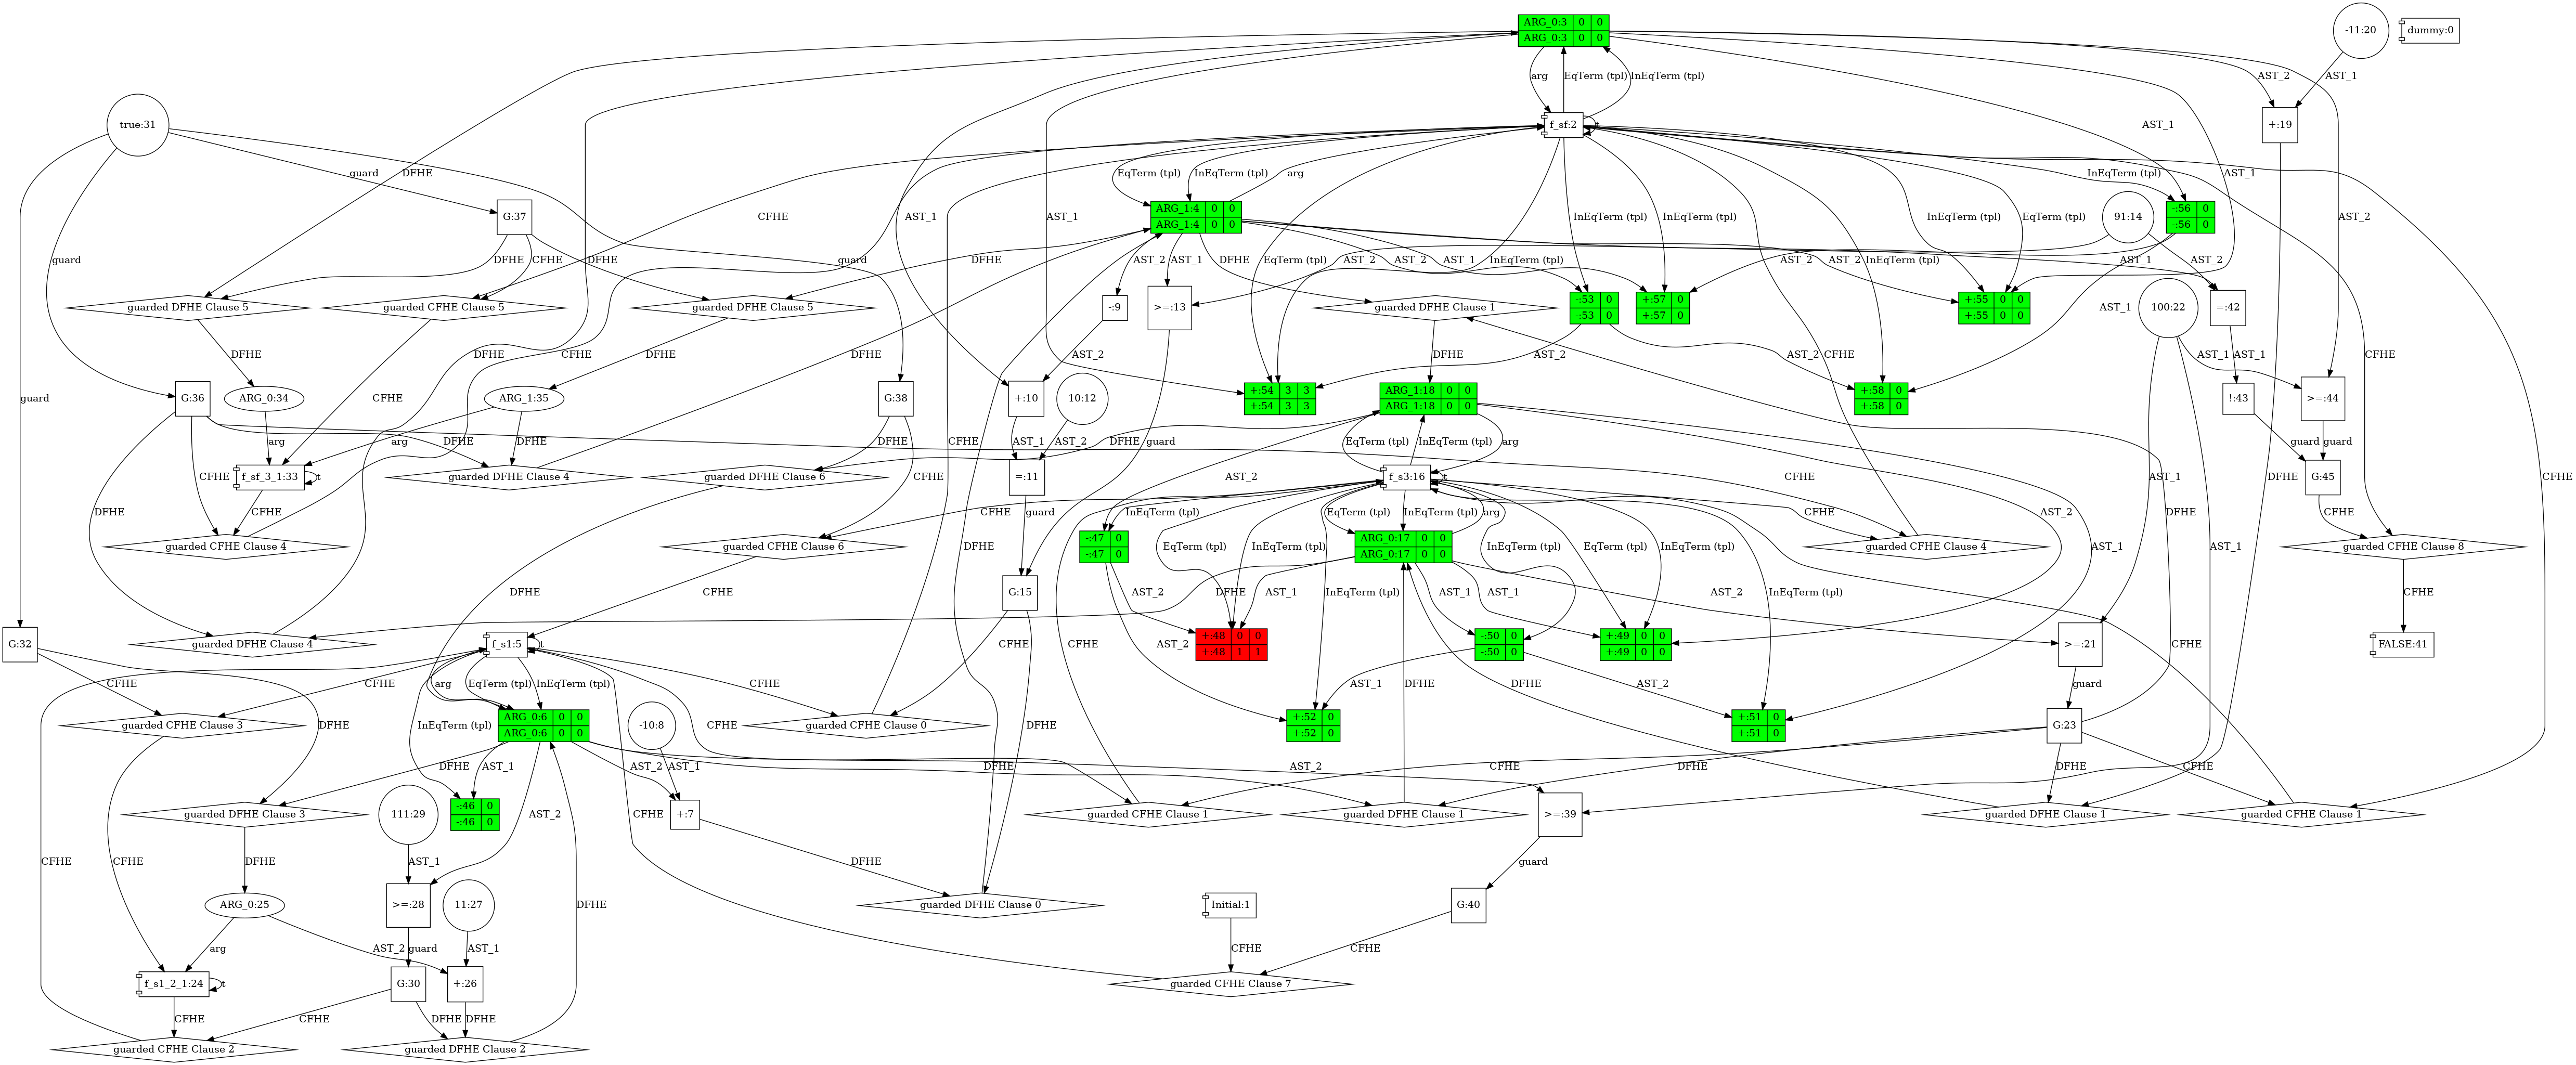 ARG_0:3 0 0
ARG_0:3 0 0
-11:20
dummy:0
arg
EqTerm (tpl)
InEqTerm (tpl)
AST_2
AST_1
true:31
f_sf:2
t
+:19
AST_1
guard
DFHE
EqTerm (tpl)
InEqTerm (tpl)
arg
InEqTerm (tpl)
AST_1
G:37
CFHE
AST_1
ARG_1:4 0 0
ARG_1:4 0 0
AST_1
InEqTerm (tpl)
InEqTerm (tpl)
InEqTerm (tpl)
EqTerm (tpl)
91:14
-:56 0
-:56 0
AST_2
guard
DFHE
CFHE
DFHE
guard
DFHE
AST_2
AST_1
DFHE
EqTerm (tpl)
AST_2
InEqTerm (tpl)
AST_2
AST_1
InEqTerm (tpl)
AST_2
AST_2
AST_1
AST_2
guarded DFHE Clause 5
guarded CFHE Clause 5
guarded DFHE Clause 5
-:9
>=:13
guarded DFHE Clause 1
-:53 0
-:53 0
+:57 0
+:57 0
+:55 0 0
+:55 0 0
AST_1
100:22
=:42
DFHE
DFHE
CFHE
DFHE
DFHE
AST_2
DFHE
AST_2
AST_2
CFHE
AST_1
AST_1
CFHE
G:36
ARG_0:34
CFHE
ARG_1:35
G:38
+:10
10:12
+:54 3 3
+:54 3 3
ARG_1:18 0 0
ARG_1:18 0 0
+:58 0
+:58 0
!:43
>=:44
guard
arg
arg
DFHE
DFHE
DFHE
CFHE
AST_1
AST_2
guard
DFHE
EqTerm (tpl)
InEqTerm (tpl)
arg
guard
guard
CFHE
f_sf_3_1:33
t
guarded DFHE Clause 4
guarded DFHE Clause 6
=:11
AST_2
f_s3:16
t
CFHE
AST_1
G:45
DFHE
CFHE
DFHE
CFHE
CFHE
guard
InEqTerm (tpl)
EqTerm (tpl)
InEqTerm (tpl)
EqTerm (tpl)
InEqTerm (tpl)
arg
InEqTerm (tpl)
EqTerm (tpl)
InEqTerm (tpl)
CFHE
AST_2
AST_1
CFHE
guarded CFHE Clause 4
guarded CFHE Clause 6
DFHE
-:47 0
-:47 0
ARG_0:17 0 0
ARG_0:17 0 0
guarded CFHE Clause 4
DFHE
AST_1
guarded CFHE Clause 8
DFHE
CFHE
G:15
DFHE
AST_2
AST_1
InEqTerm (tpl)
AST_1
AST_1
AST_2
InEqTerm (tpl)
CFHE
CFHE
G:32
guarded DFHE Clause 4
f_s1:5
t
CFHE
AST_2
+:48 0 0
+:48 1 1
-:50 0
-:50 0
+:49 0 0
+:49 0 0
>=:21
FALSE:41
CFHE
CFHE
arg
EqTerm (tpl)
InEqTerm (tpl)
CFHE
CFHE
AST_1
DFHE
AST_2
DFHE
guard
guarded CFHE Clause 3
DFHE
InEqTerm (tpl)
ARG_0:6 0 0
ARG_0:6 0 0
-10:8
CFHE
guarded CFHE Clause 0
DFHE
+:52 0
+:52 0
+:51 0
+:51 0
G:23
DFHE
AST_1
AST_2
AST_2
AST_1
DFHE
CFHE
AST_2
DFHE
DFHE
CFHE
guarded DFHE Clause 3
111:29
-:46 0
-:46 0
AST_2
+:7
CFHE
guarded CFHE Clause 1
guarded DFHE Clause 1
>=:39
guarded DFHE Clause 1
guarded CFHE Clause 1
CFHE
CFHE
DFHE
AST_1
DFHE
guard
ARG_0:25
>=:28
11:27
DFHE
guarded DFHE Clause 0
Initial:1
G:40
arg
AST_2
guard
AST_1
CFHE
CFHE
f_s1_2_1:24
t
G:30
+:26
guarded CFHE Clause 7
CFHE
CFHE
DFHE
DFHE
guarded CFHE Clause 2
guarded DFHE Clause 2